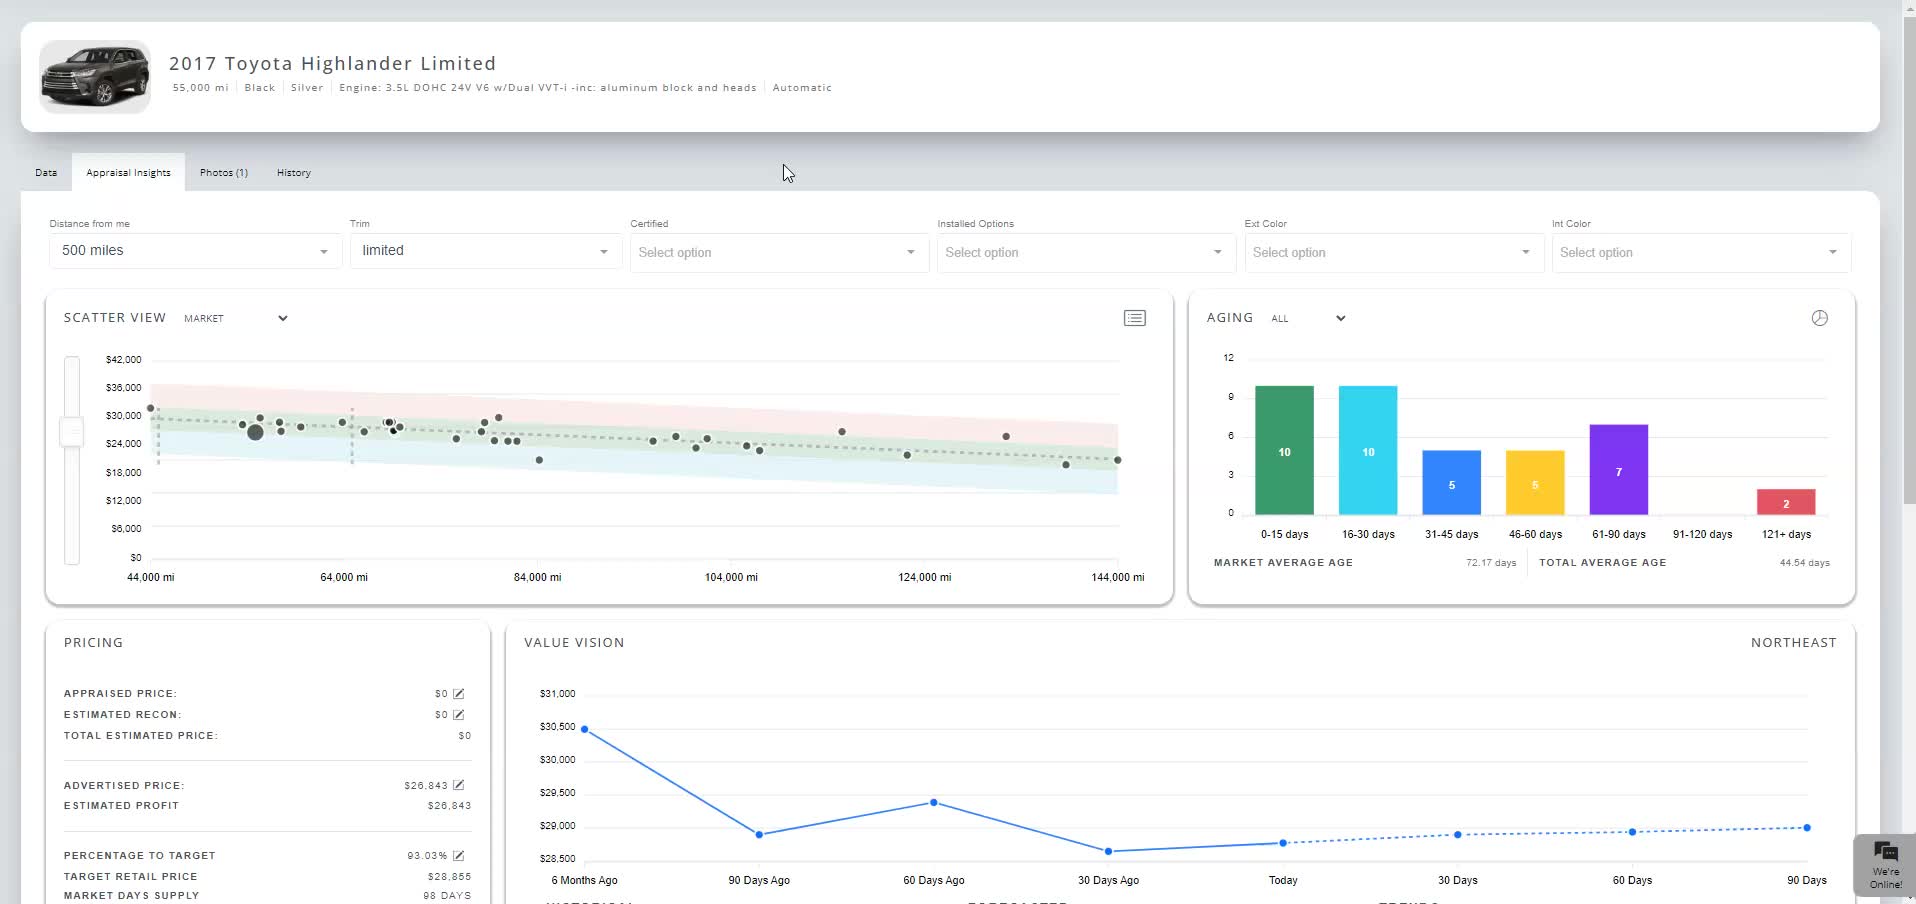 2017 Toyota Highlander Limited
55,000 mi Black Silver Engine: 3.5L DOHC 24V V6 w/Dual VVT-i -inc: aluminum block and heads Automatic
Data Appraisal Insights Photos (1) History
Distance from me Trim Certified Installed Options Ext Color Int Color
500 miles limited Select option Select option Select option Select option
SCATTER VIEW MARKET
$42,000
$36,000
$30,000
$24,000
$18,000
$12,000
$6,000
$0
44,000 mi 64,000 mi 84,000 mi 104,000 mi 124,000 mi 144,000 mi
AGING ALL
12
9
6
3
0
10 10 5 5 7 2
0-15 days 16-30 days 31-45 days 46-60 days 61-90 days 91-120 days 121+ days
MARKET AVERAGE AGE 72.17 days TOTAL AVERAGE AGE 44.54 days
PRICING
APPRAISED PRICE: $0
ESTIMATED RECON: $0
TOTAL ESTIMATED PRICE: $0
ADVERTISED PRICE: $26,843
ESTIMATED PROFIT $26,843
PERCENTAGE TO TARGET 93.03%
TARGET RETAIL PRICE $28,855
MARKET DAYS SUPPLY 98 DAYS
VALUE VISION NORTHEAST
$31,000
$30,500
$30,000
$29,500
$29,000
$28,500
6 Months Ago 90 Days Ago 60 Days Ago 30 Days Ago Today 30 Days 60 Days 90 Days
We're
Online!